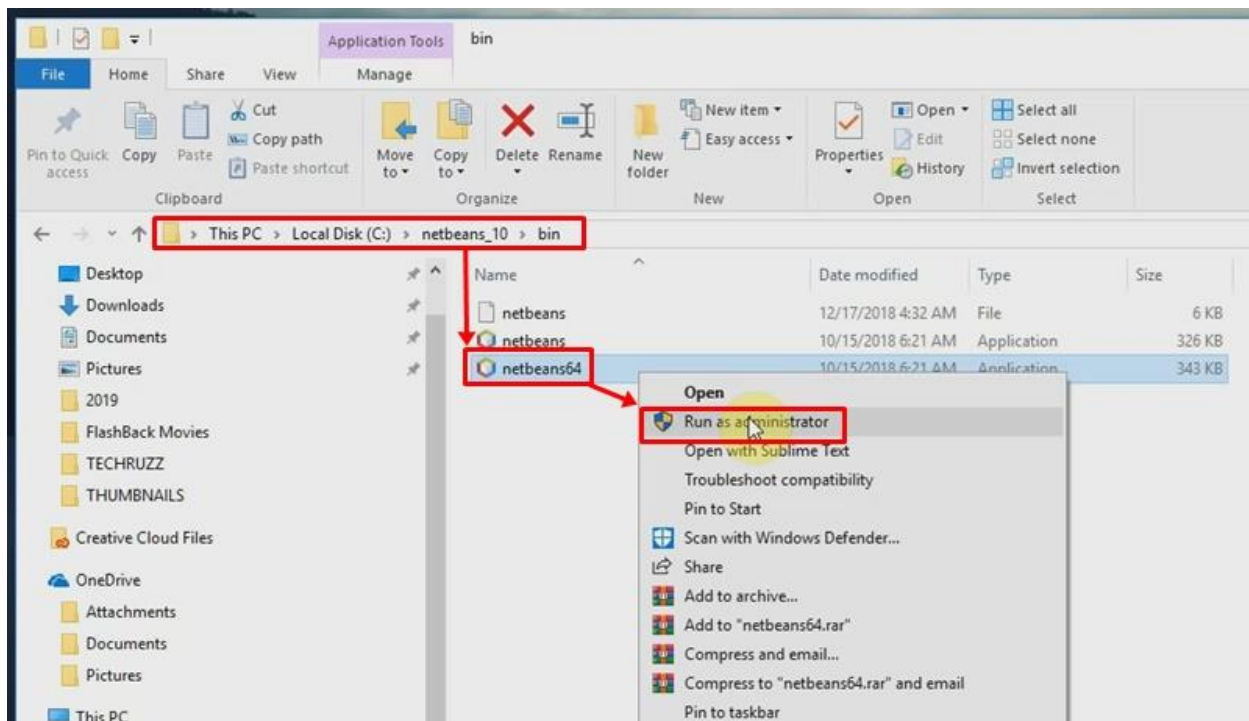 Application Tools
bin
File
Home
Share
View
Manage
Pin to Quick access
Copy
Paste
Cut
Copy path
Paste shortcut
Move to
Copy to
Delete
Rename
New folder
New item
Easy access
Properties
Open
Edit
History
Select all
Select none
Invert selection
Clipboard
Organize
New
Open
Select
This PC > Local Disk (C:) > netbeans_10 > bin
Name
Date modified
Type
Size
netbeans
12/17/2018 4:32 AM
File
6 KB
netbeans
10/15/2018 6:21 AM
Application
326 KB
netbeans64
10/15/2018 6:21 AM
Application
343 KB
Desktop
Downloads
Documents
Pictures
2019
FlashBack Movies
TECHRUZZ
THUMBNAILS
Creative Cloud Files
OneDrive
Attachments
Documents
Pictures
This PC
Open
Run as administrator
Open with Sublime Text
Troubleshoot compatibility
Pin to Start
Scan with Windows Defender...
Share
Add to archive...
Add to "netbeans64.rar"
Compress and email...
Compress to "netbeans64.rar" and email
Pin to taskbar